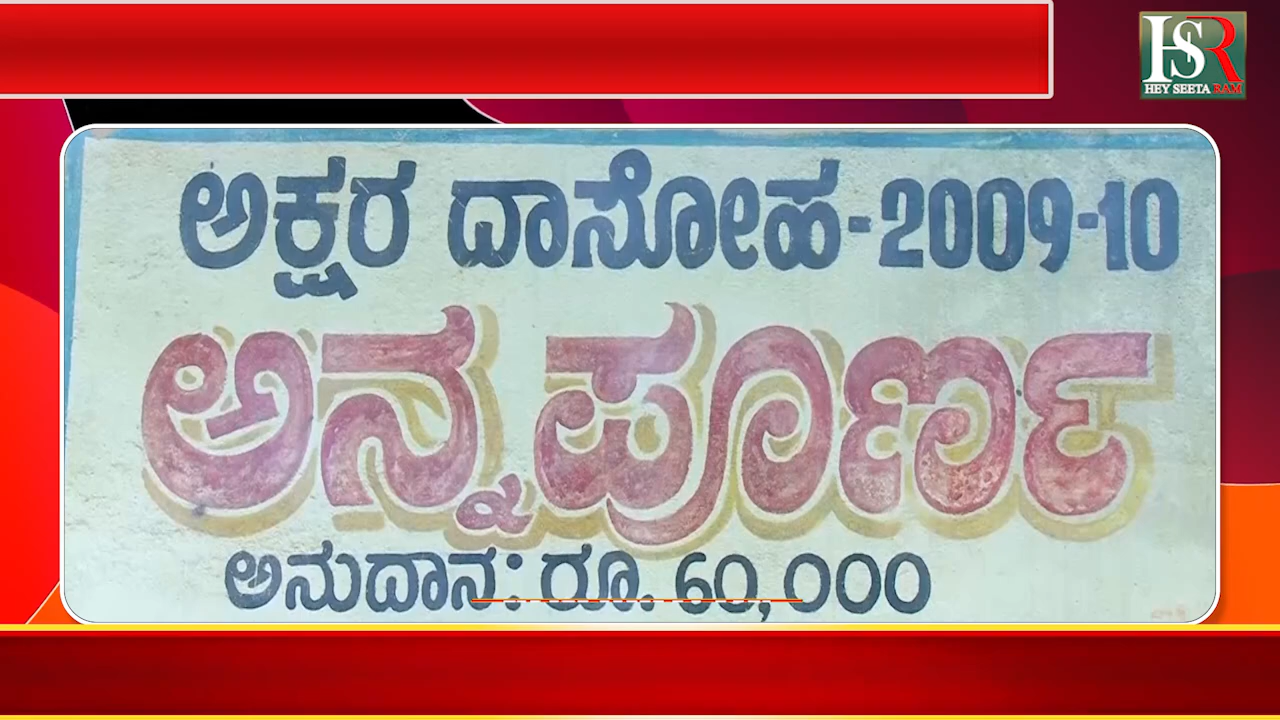 HSR
HEY SEETA RAM
ಅಕ್ಷರ ದಾಸೋಹ-2009-10
ಅನ್ನಪೂರ್ಣ
ಅನುದಾನ: ರೂ. 60,000